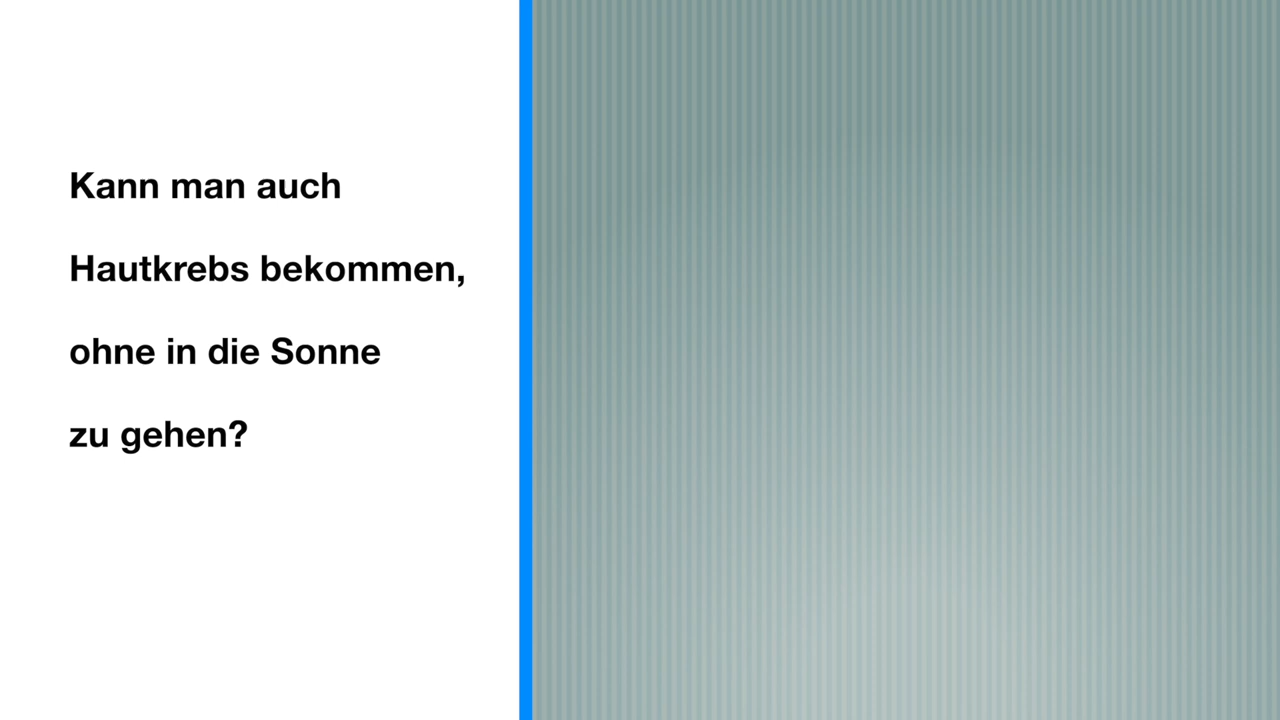 Kann man auch
Hautkrebs bekommen,
ohne in die Sonne
zu gehen?